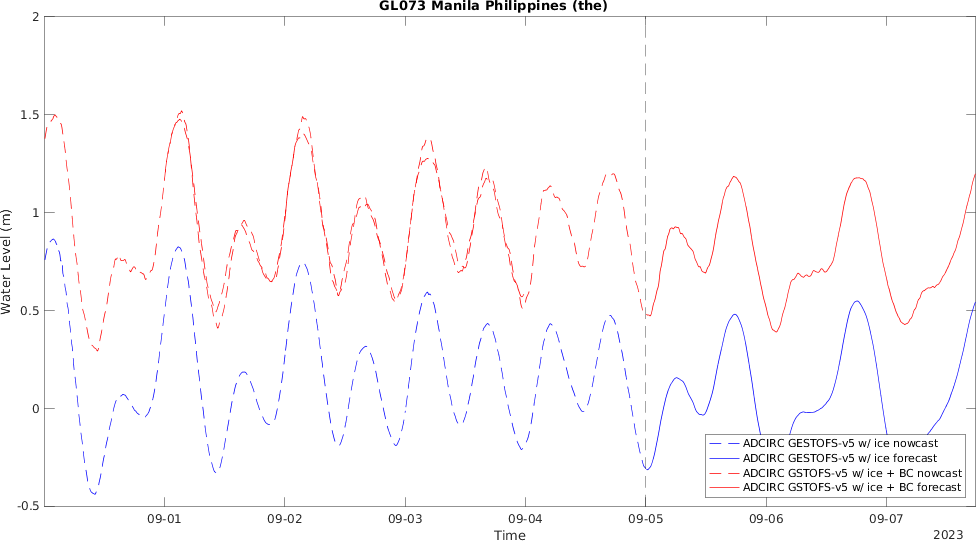 GL073 Manila Philippines (the)
2
1.5
1
0.5
0
-0.5
Water Level (m)
ADCIRC GESTOFS-v5 w/ ice nowcast
ADCIRC GESTOFS-v5 w/ ice forecast
ADCIRC GSTOFS-v5 w/ ice + BC nowcast
ADCIRC GSTOFS-v5 w/ ice + BC forecast
09-01 09-02 09-03 09-04 09-05 09-06 09-07
Time
2023